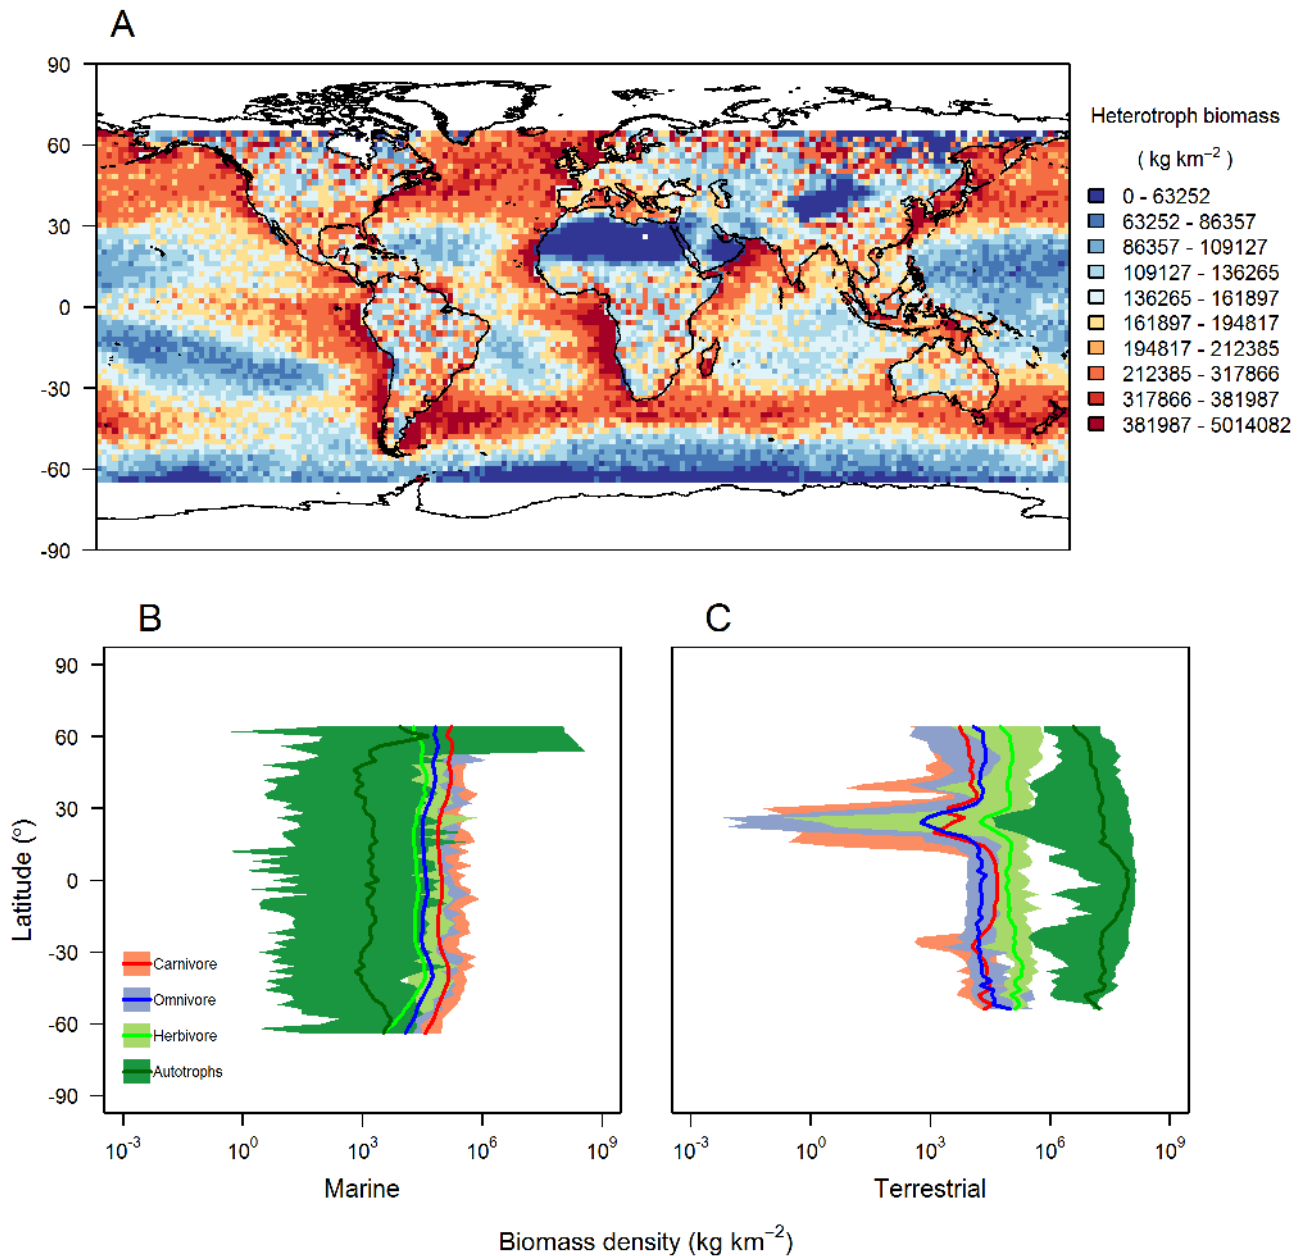 A
90
60
30
0
-30
-60
-90
Heterotroph biomass
( kg km⁻² )
0 - 63252
63252 - 86357
86357 - 109127
109127 - 136265
136265 - 161897
161897 - 194817
194817 - 212385
212385 - 317866
317866 - 381987
381987 - 5014082
B
C
Latitude (°)
90
60
30
0
-30
-60
-90
Carnivore
Omnivore
Herbivore
Autotrophs
10⁻³ 10⁰ 10³ 10⁶ 10⁹
10⁻³ 10⁰ 10³ 10⁶ 10⁹
Marine
Terrestrial
Biomass density (kg km⁻²)